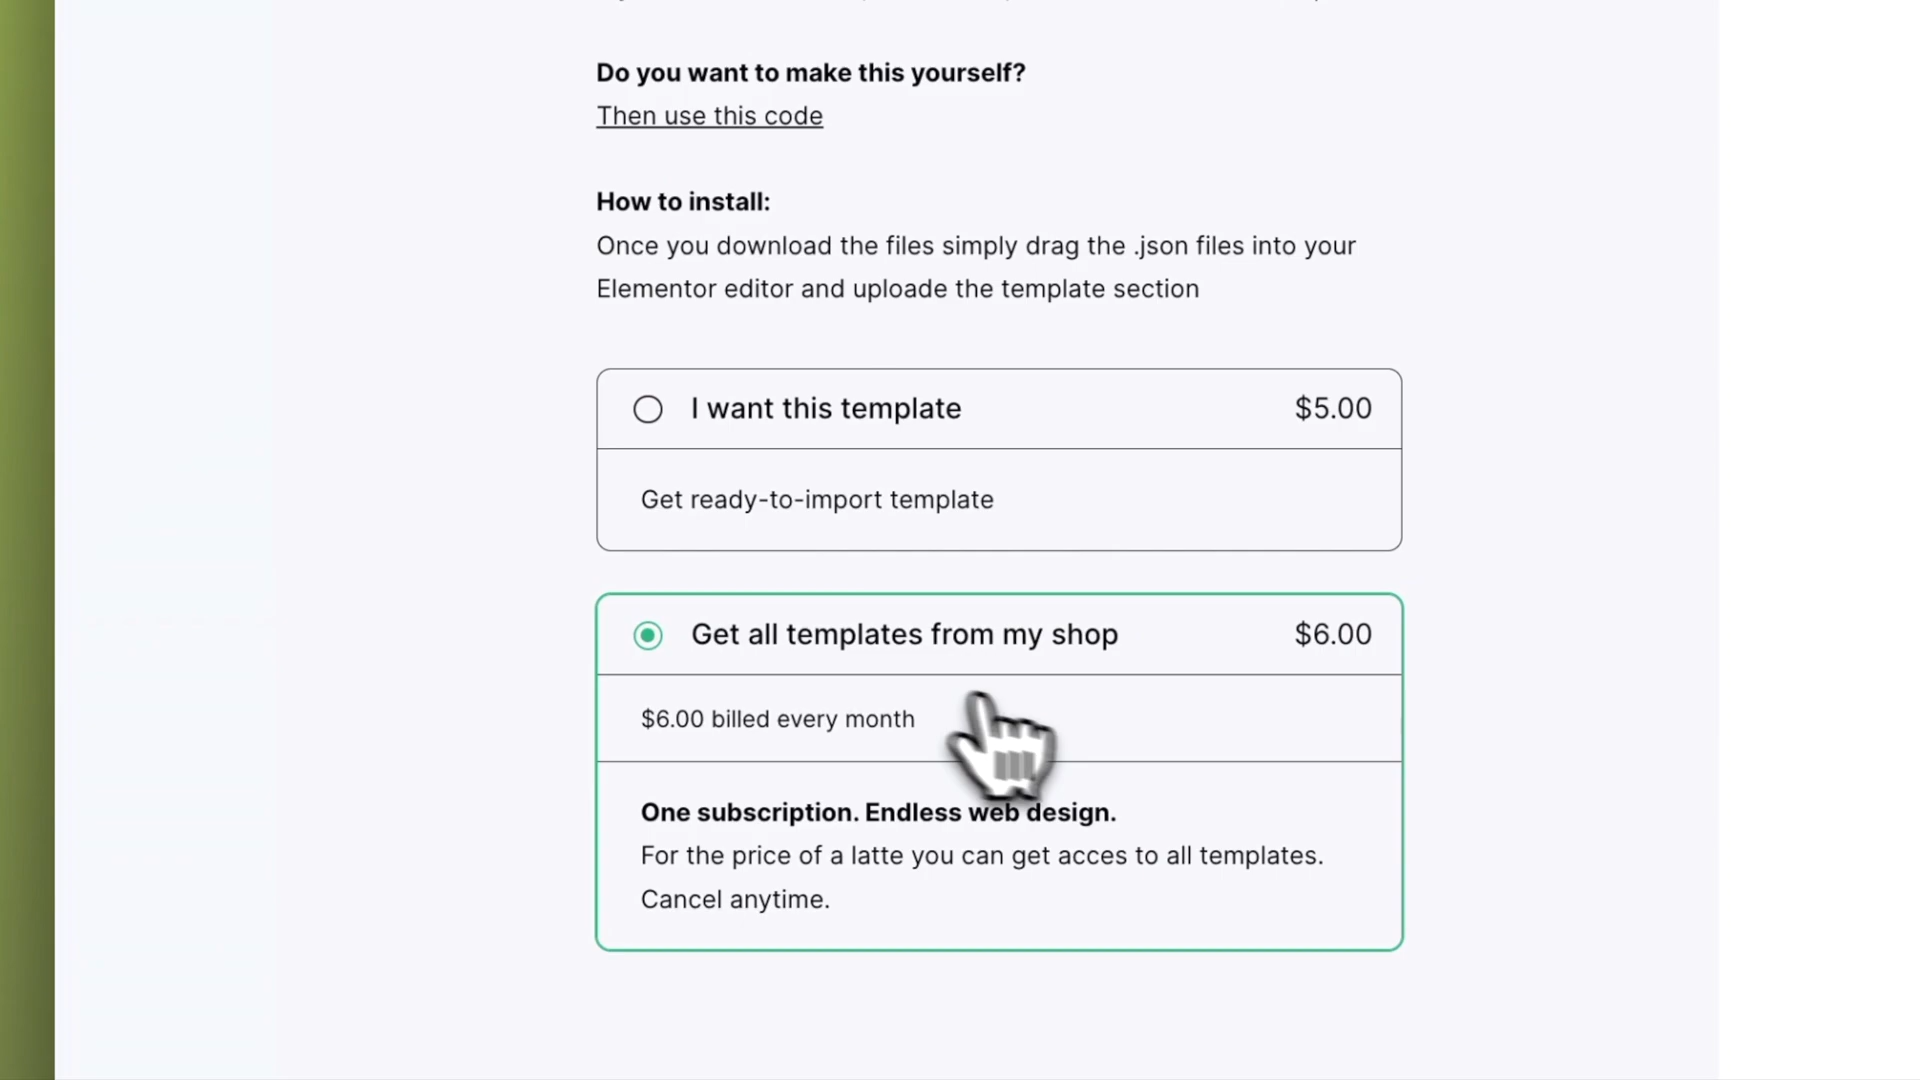 Do you want to make this yourself?
Then use this code
How to install:
Once you download the files simply drag the .json files into your
Elementor editor and uploade the template section
I want this template $5.00
Get ready-to-import template
Get all templates from my shop $6.00
$6.00 billed every month
One subscription. Endless web design.
For the price of a latte you can get acces to all templates.
Cancel anytime.